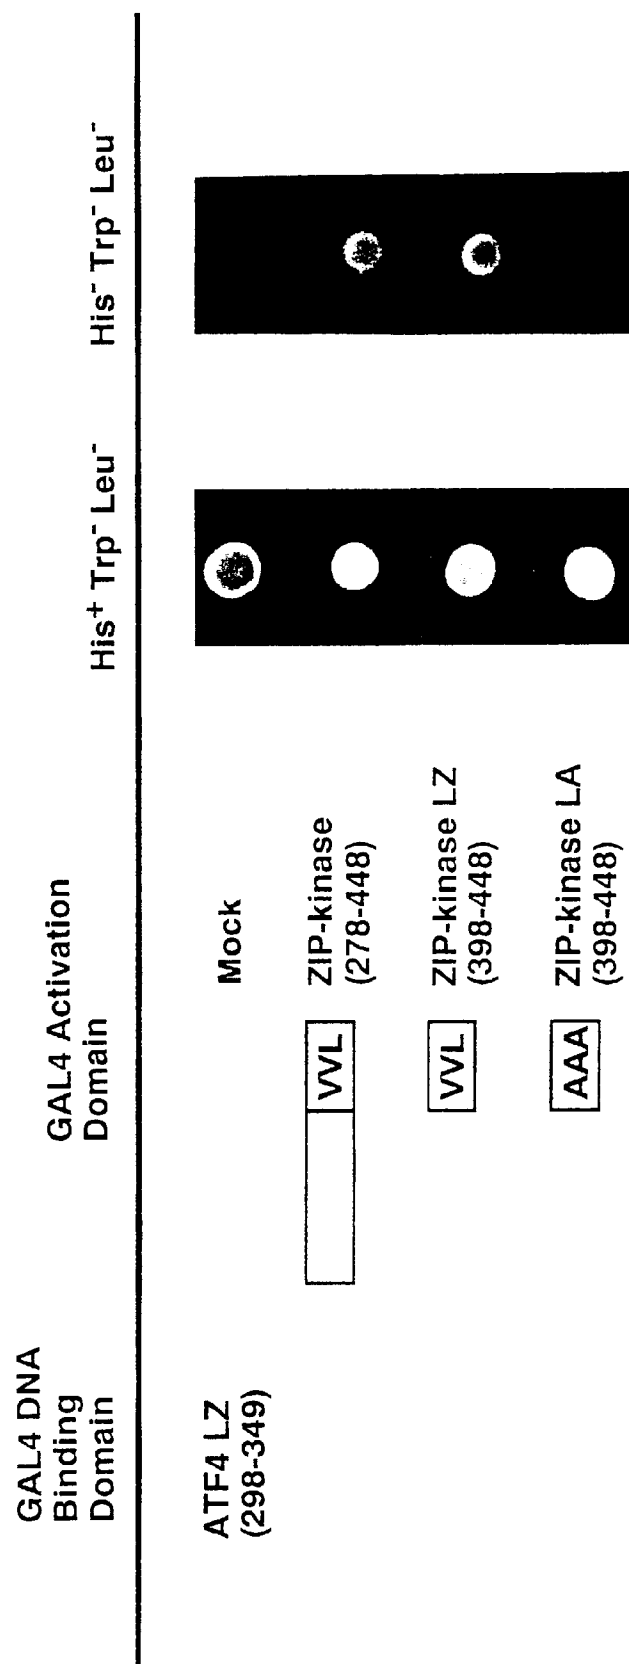 GAL4 DNA
Binding
Domain
GAL4 Activation
Domain
His+ Trp- Leu-
His- Trp- Leu-
ATF4 LZ
(298-349)
Mock
VVL
ZIP-kinase
(278-448)
VVL
ZIP-kinase LZ
(398-448)
AAA
ZIP-kinase LA
(398-448)